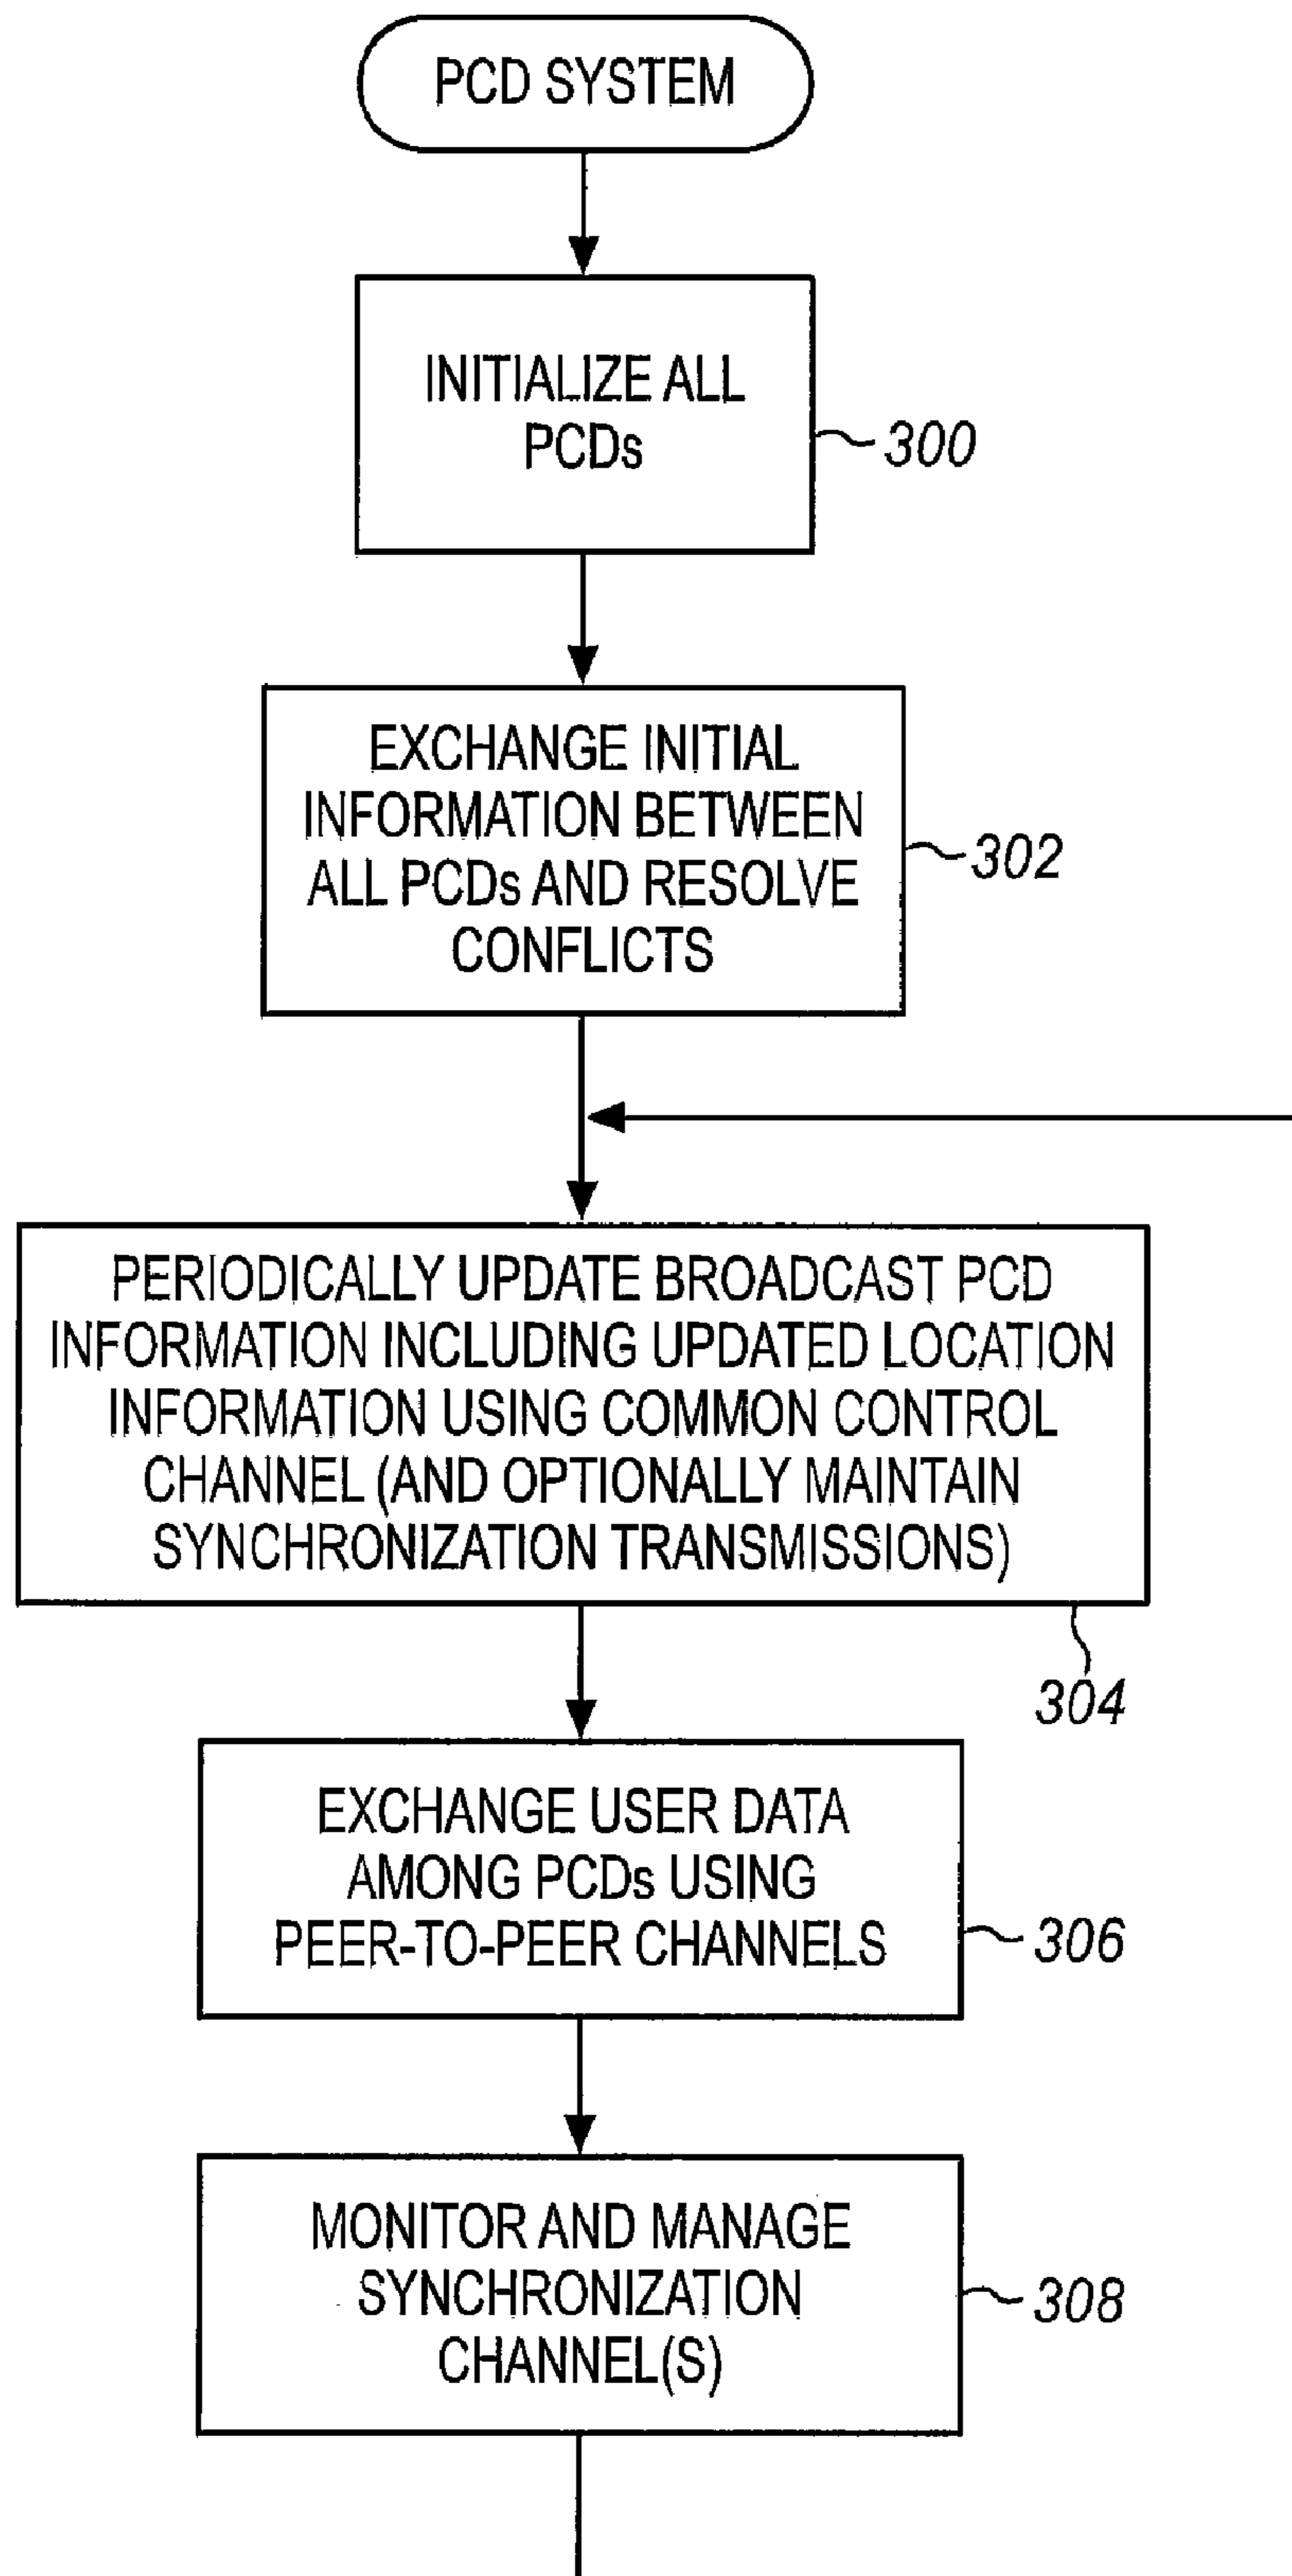 PCD SYSTEM
INITIALIZE ALL
PCDs
300
EXCHANGE INITIAL
INFORMATION BETWEEN
ALL PCDs AND RESOLVE
CONFLICTS
302
PERIODICALLY UPDATE BROADCAST PCD
INFORMATION INCLUDING UPDATED LOCATION
INFORMATION USING COMMON CONTROL
CHANNEL (AND OPTIONALLY MAINTAIN
SYNCHRONIZATION TRANSMISSIONS)
304
EXCHANGE USER DATA
AMONG PCDs USING
PEER-TO-PEER CHANNELS
306
MONITOR AND MANAGE
SYNCHRONIZATION
CHANNEL(S)
308